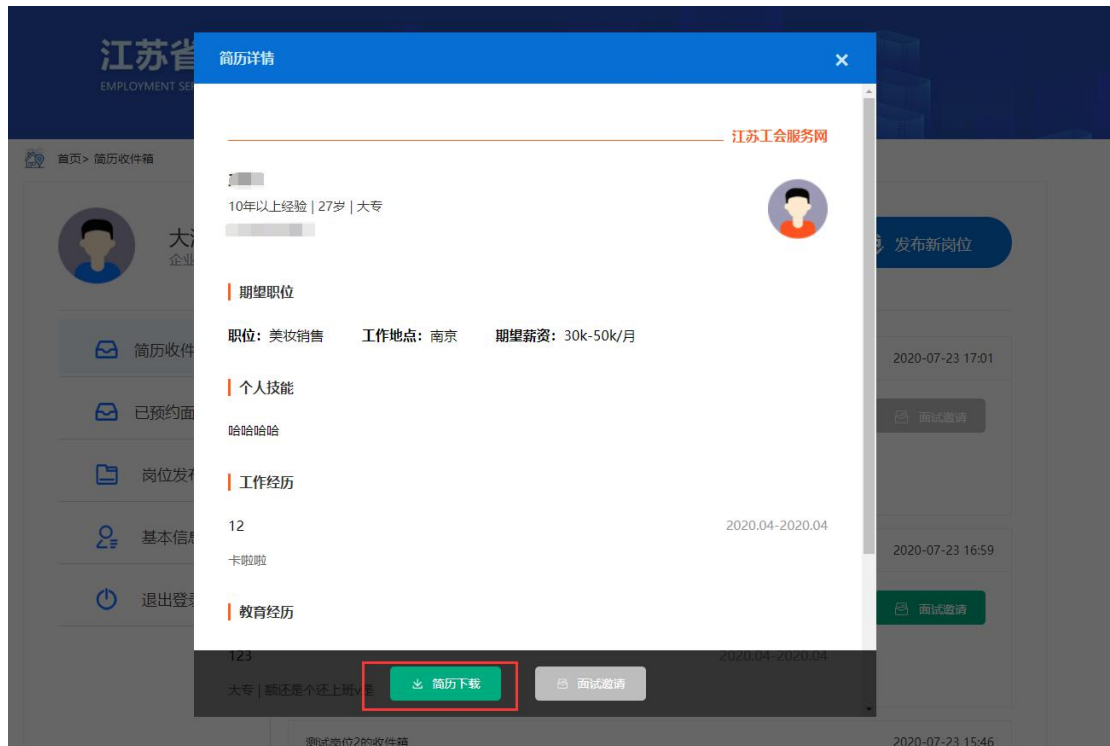 江苏省
EMPLOYMENT SE
简历详情
×
首页> 简历收件箱
江苏工会服务网
10年以上经验 | 27岁 | 大专
企业
发布新岗位
期望职位
职位：美妆销售 工作地点：南京 期望薪资：30k-50k/月
简历收件
2020-07-23 17:01
个人技能
已预约面
面试邀请
哈哈哈哈
岗位发布
工作经历
12 2020.04-2020.04
基本信息
卡啦啦
2020-07-23 16:59
退出登录
面试邀请
教育经历
123 2020.04-2020.04
大专 | 额还是个还上班v是
简历下载 面试邀请
测试岗位2的收件箱 2020-07-23 15:46